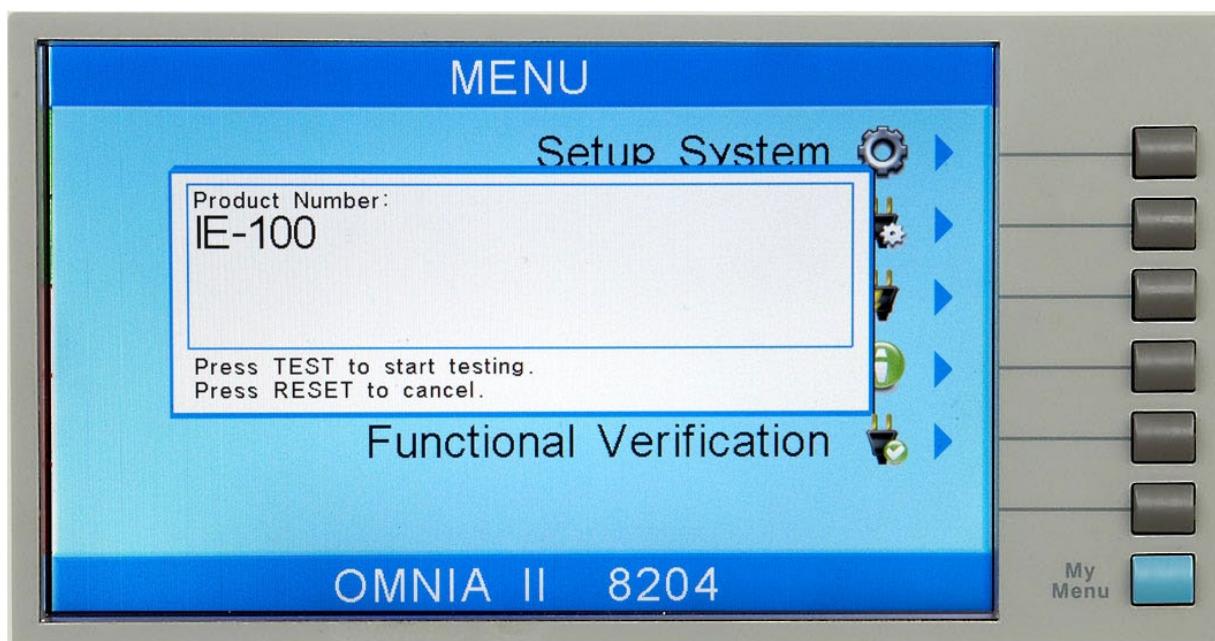 MENU
Setup System
Product Number:
IE-100
Press TEST to start testing.
Press RESET to cancel.
Functional Verification
OMNIA II 8204
My
Menu